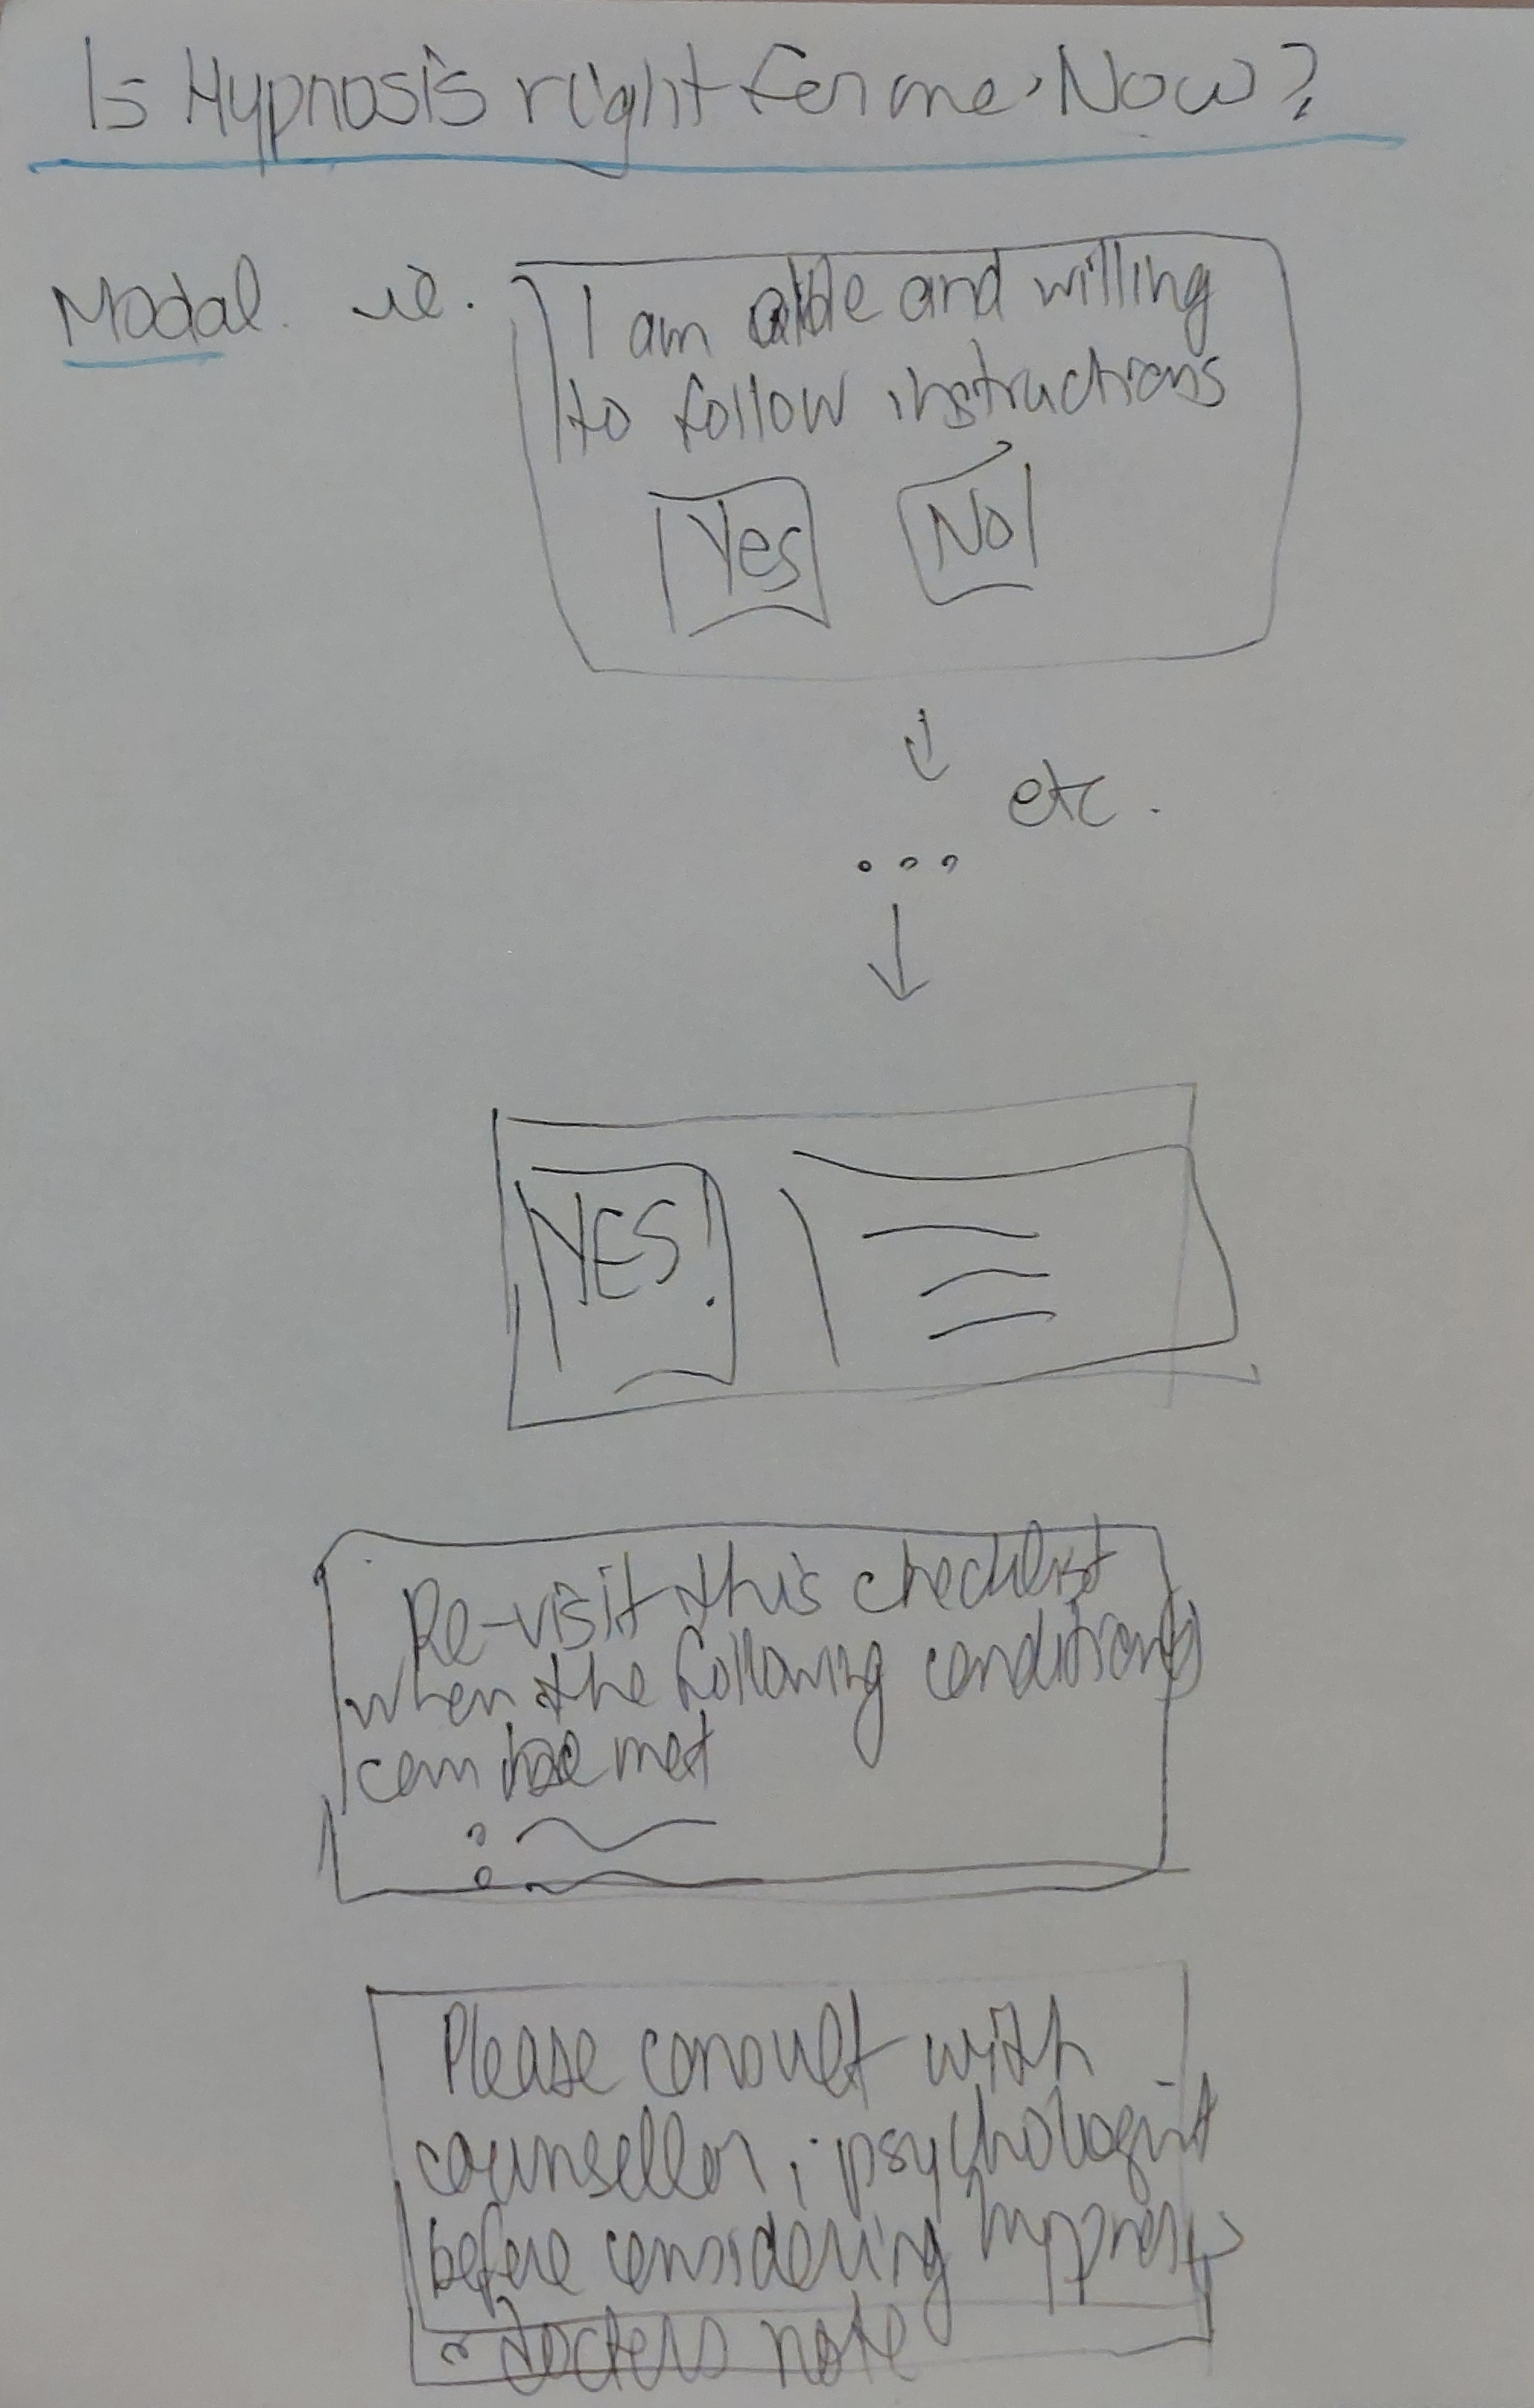 Is Hypnosis right for me, Now?
Modal. ie.
I am able and willing
to follow instructions
Yes No
etc.
YES!
Re-visit this checklist
when the following conditions
can be met
Please consult with
counsellor, psychologist
before considering hypnosis
doctors note